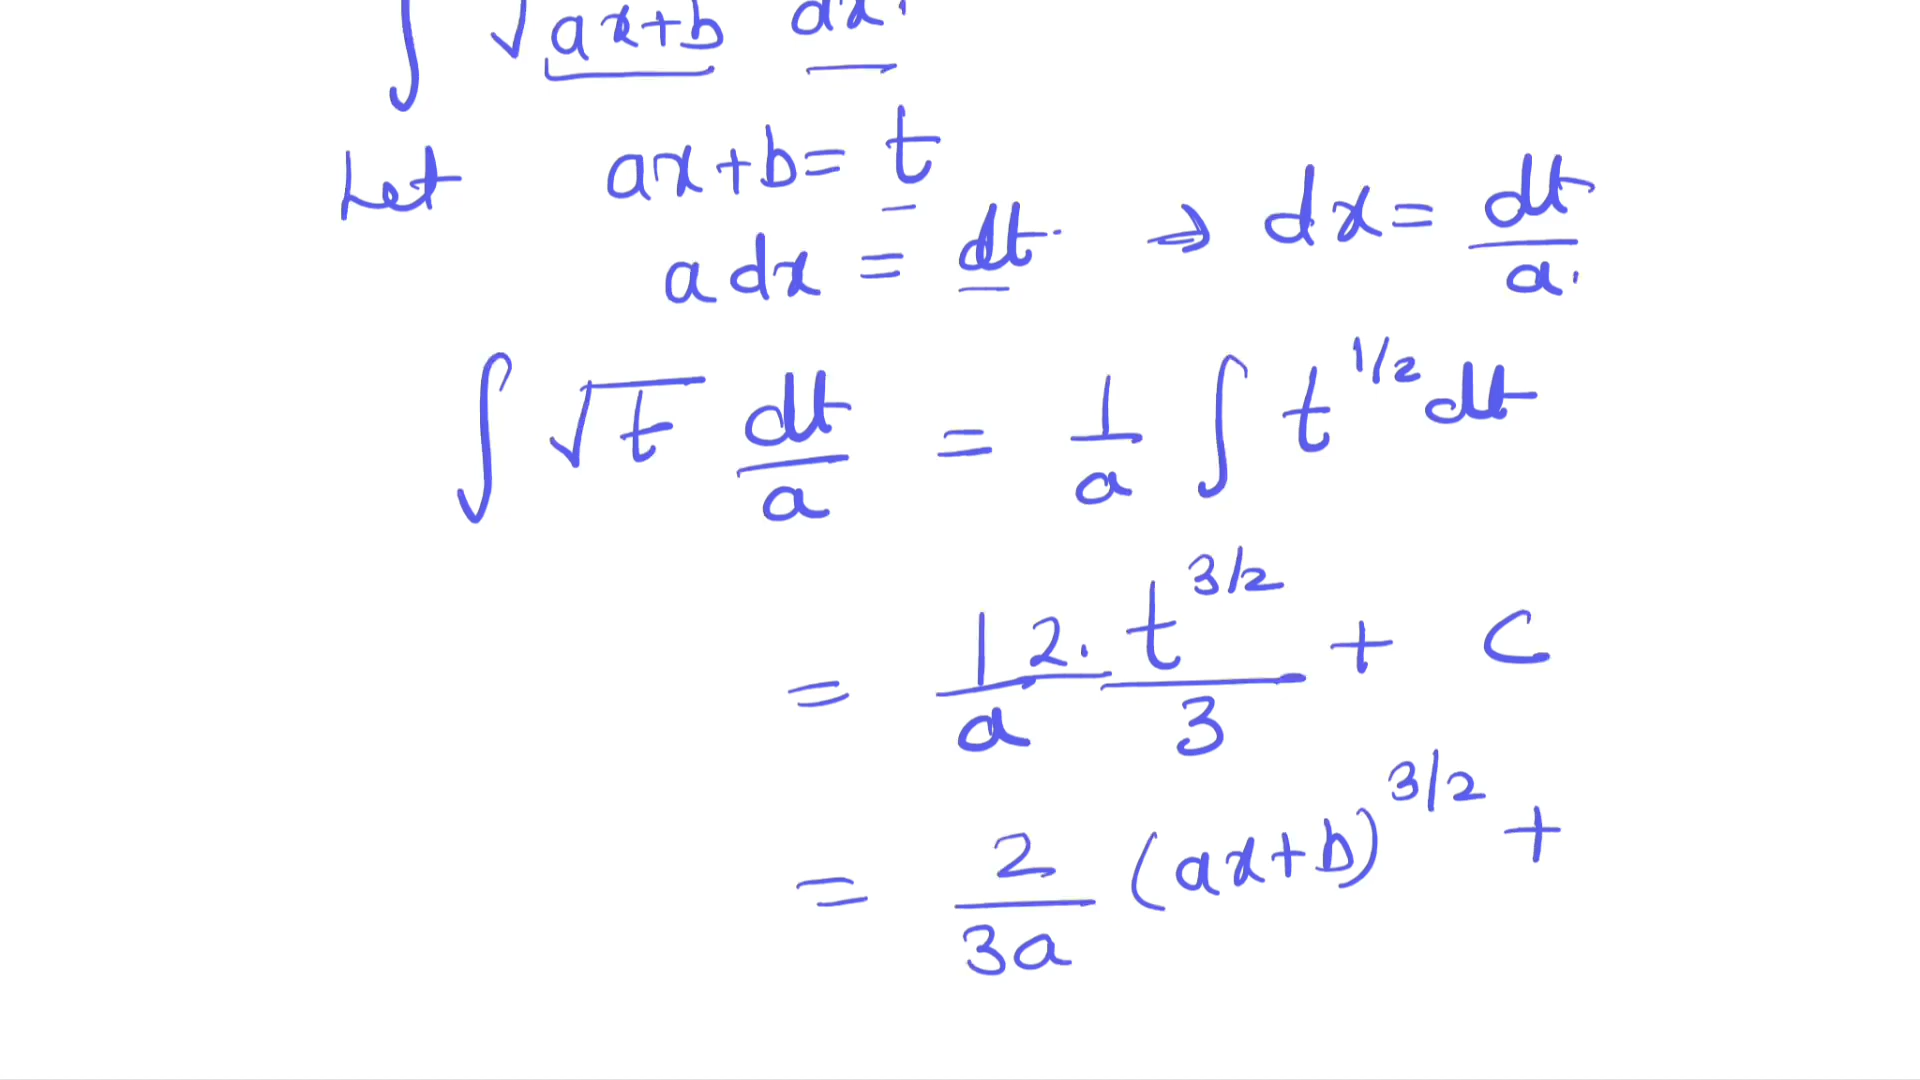 ∫ √ax+b dx.
Let ax+b = t
a dx = dt. ⇒ dx = dt/a.
∫ √t dt/a = 1/a ∫ t^1/2 dt
= 1/a 2. t^3/2 / 3 + C
= 2/3a (ax+b)^3/2 +